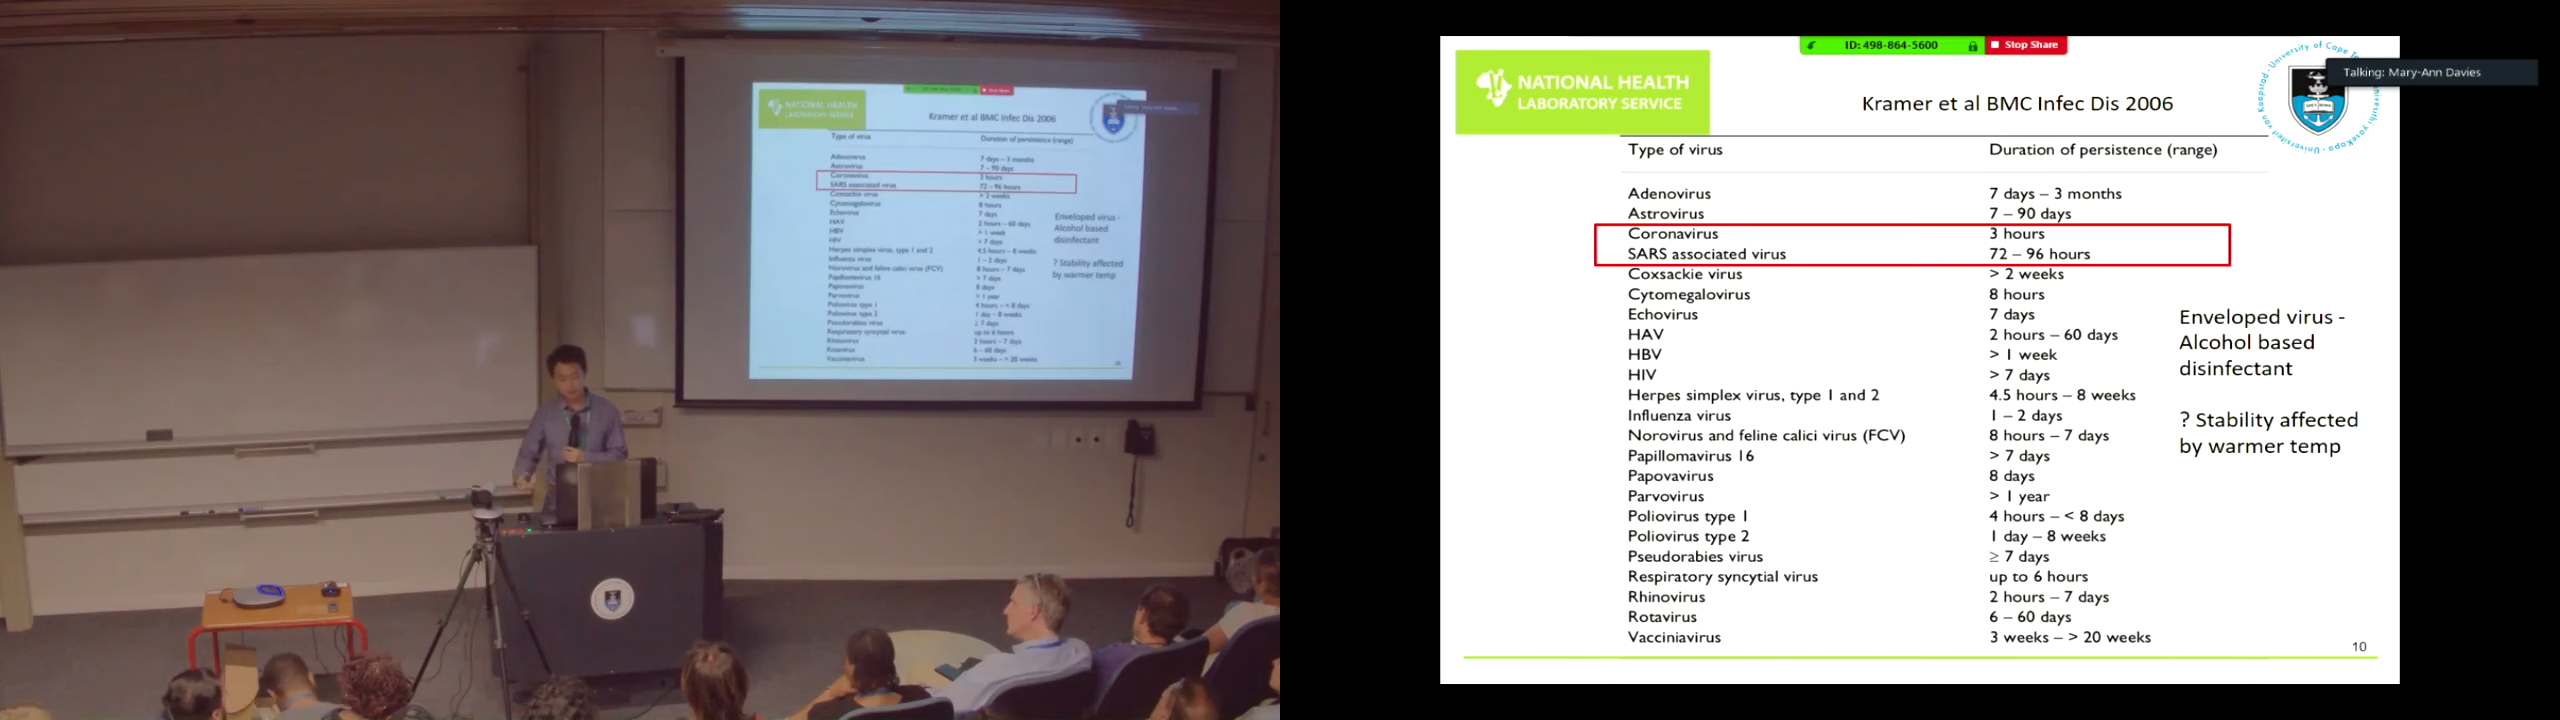 ID: 498-864-5600
Stop Share
Talking: Mary-Ann Davies
NATIONAL HEALTH
LABORATORY SERVICE
Kramer et al BMC Infec Dis 2006
Type of virus Duration of persistence (range)
Adenovirus 7 days – 3 months
Astrovirus 7 – 90 days
Coronavirus 3 hours
SARS associated virus 72 – 96 hours
Coxsackie virus > 2 weeks
Cytomegalovirus 8 hours
Echovirus 7 days
HAV 2 hours – 60 days
HBV > 1 week
HIV > 7 days
Herpes simplex virus, type 1 and 2 4.5 hours – 8 weeks
Influenza virus 1 – 2 days
Norovirus and feline calici virus (FCV) 8 hours – 7 days
Papillomavirus 16 > 7 days
Papovavirus 8 days
Parvovirus > 1 year
Poliovirus type 1 4 hours – < 8 days
Poliovirus type 2 1 day – 8 weeks
Pseudorabies virus ≥ 7 days
Respiratory syncytial virus up to 6 hours
Rhinovirus 2 hours – 7 days
Rotavirus 6 – 60 days
Vacciniavirus 3 weeks – > 20 weeks
Enveloped virus -
Alcohol based
disinfectant
? Stability affected
by warmer temp
10